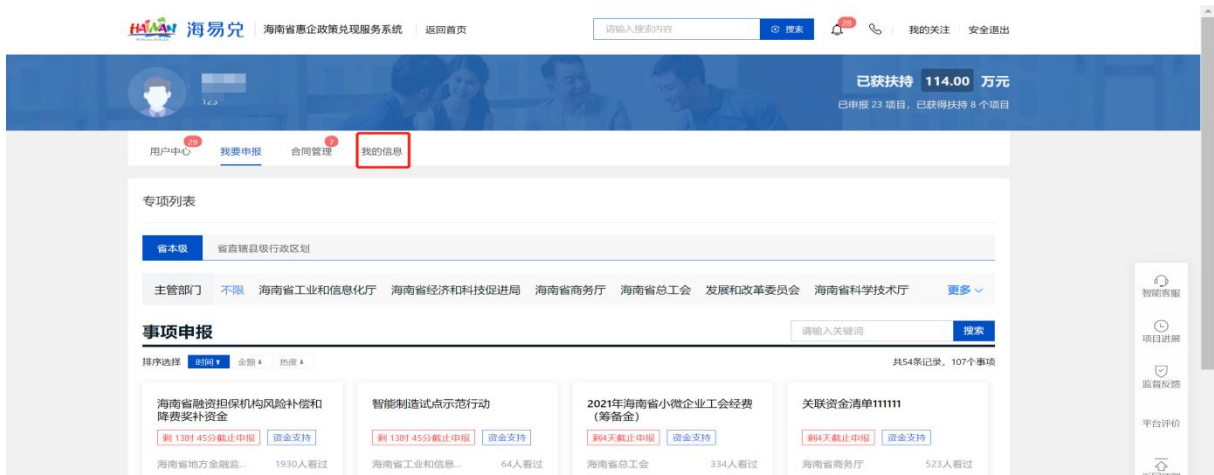 HAINAN 海易兑 海南省惠企政策兑现服务系统 返回首页 请输入搜索内容 搜索 28 我的关注 安全退出
已获扶持 114.00 万元
123
已申报 23 项目，已获得扶持 8 个项目
用户中心 29 我要申报 合同管理 7 我的信息
专项列表
省本级 省直辖县级行政区划
主管部门 不限 海南省工业和信息化厅 海南省经济和科技促进局 海南省商务厅 海南省总工会 发展和改革委员会 海南省科学技术厅 更多
智能客服
事项申报 请输入关键词 搜索
项目进展
排序选择 时间 金额 热度 共54条记录，107个事项
监督反馈
海南省融资担保机构风险补偿和 智能制造试点示范行动 2021年海南省小微企业工会经费 关联资金清单111111
降费奖补资金 （筹备金）
平台评价
剩 13时 45分截止申报 资金支持 剩 13时 45分截止申报 资金支持 剩4天截止申报 资金支持 剩4天截止申报 资金支持
海南省地方金融监... 1930人看过 海南省工业和信息... 64人看过 海南省总工会 334人看过 海南省商务厅 523人看过